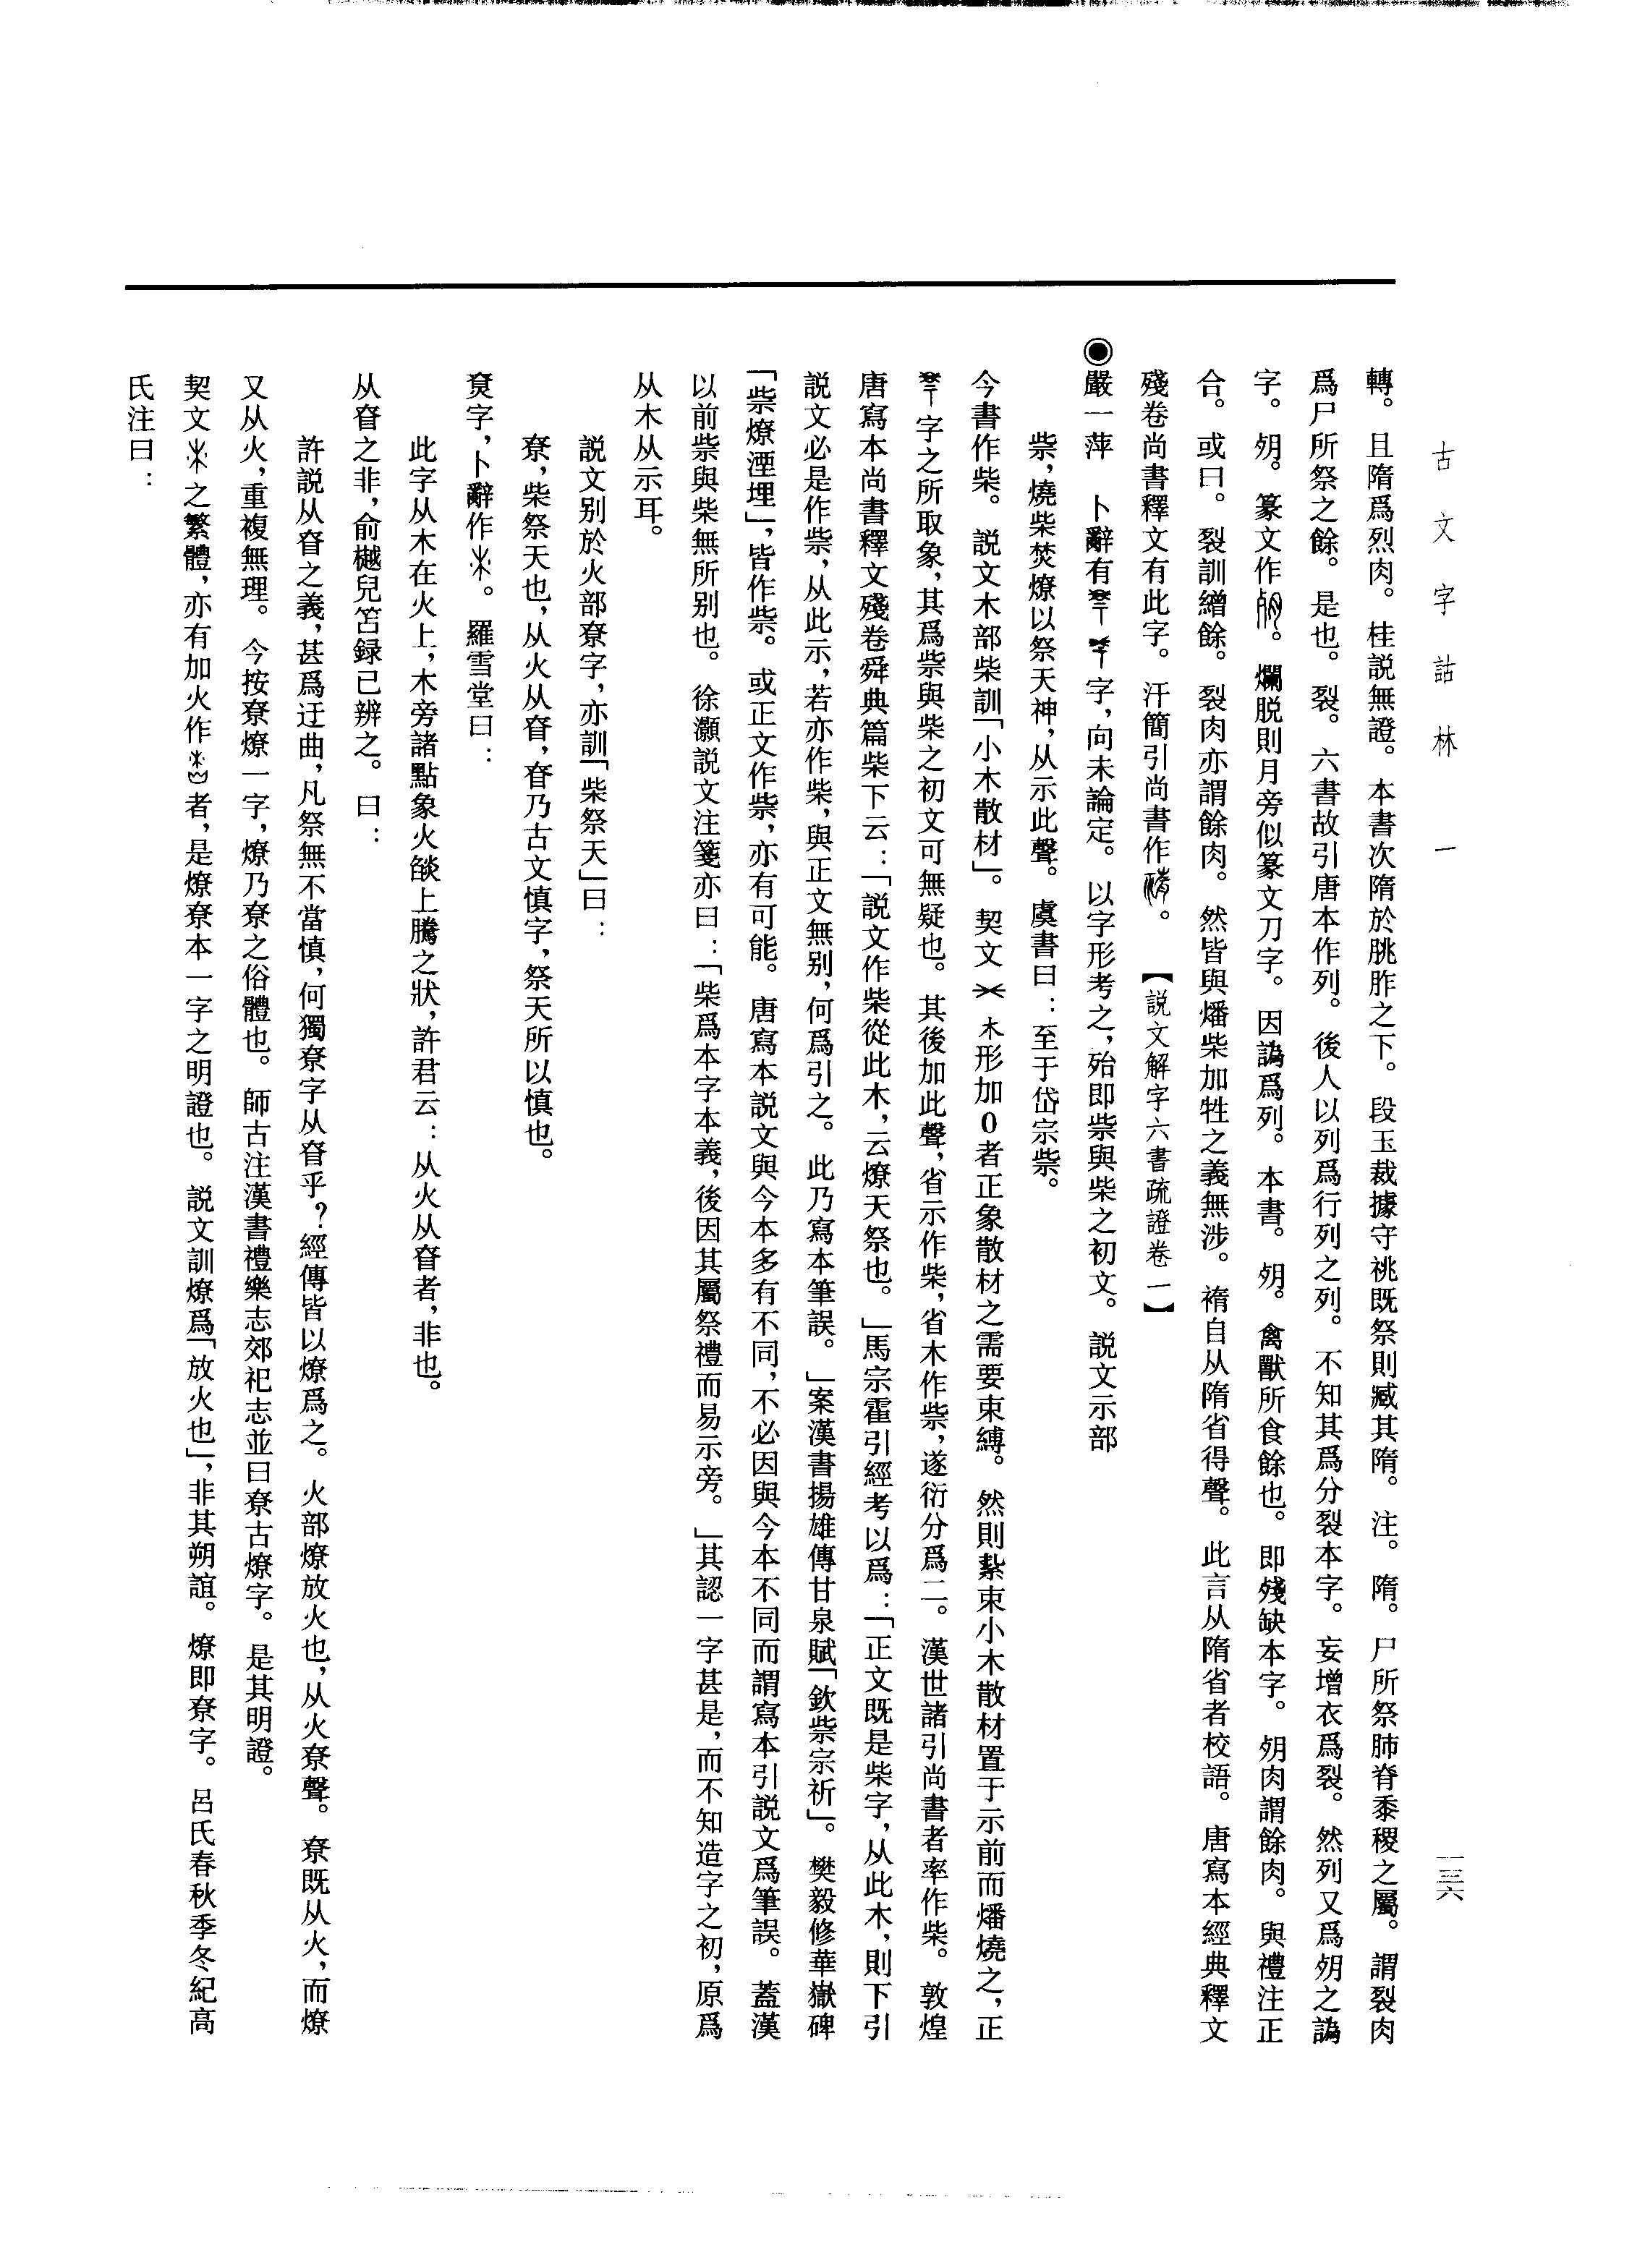 古文字詁林 一
一三六
轉。且隋爲烈肉。桂説無證。本書次隋於脁胙之下。段玉裁據守祧既祭則臧其隋。注。隋。尸所祭肺脊黍稷之屬。謂裂肉
爲尸所祭之餘。是也。裂。六書故引唐本作列。後人以列爲行列之列。不知其爲分裂本字。妄增衣爲裂。然列又爲𣦼之譌
字。𣦼。篆文作。爛脱則月旁似篆文刀字。因譌爲列。本書。𣦼。禽獸所食餘也。即殘缺本字。𣦼肉謂餘肉。與禮注正
合。或曰。裂訓繒餘。裂肉亦謂餘肉。然皆與燔柴加牲之義無涉。褅自从隋省得聲。此言从隋省者校語。唐寫本經典釋文
殘卷尚書釋文有此字。汗簡引尚書作。 【説文解字六書疏證卷一】
◉嚴一萍 卜辭有字,向未論定。以字形考之,殆即祡與柴之初文。説文示部
祡,燒柴焚燎以祭天神,从示此聲。虞書曰:至于岱宗祡。
今書作柴。説文木部柴訓「小木散材」。契文形加0者正象散材之需要束縛。然則紮束小木散材置于示前而燔燒之,正
字之所取象,其爲祡與柴之初文可無疑也。其後加此聲,省示作柴,省木作祡,遂衍分爲二。漢世諸引尚書者率作柴。敦煌
唐寫本尚書釋文殘卷舜典篇柴下云:「説文作柴從此木,云燎天祭也。」馬宗霍引經考以爲:「正文既是柴字,从此木,則下引
説文必是作祡,从此示,若亦作柴,與正文無别,何爲引之。此乃寫本筆誤。」案漢書揚雄傳甘泉賦「欽祡宗祈」。樊毅修華嶽碑
「祡燎湮埋」,皆作祡。或正文作祡,亦有可能。唐寫本説文與今本多有不同,不必因與今本不同而謂寫本引説文爲筆誤。蓋漢
以前祡與柴無所别也。徐灝説文注箋亦曰:「柴爲本字本義,後因其屬祭禮而易示旁。」其認一字甚是,而不知造字之初,原爲
从木从示耳。
説文别於火部尞字,亦訓「柴祭天」曰:
尞,柴祭天也,从火从昚,昚乃古文慎字,祭天所以慎也。
尞字,卜辭作。羅雪堂曰:
此字从木在火上,木旁諸點象火燄上騰之狀,許君云:从火从昚者,非也。
从昚之非,俞樾兒笘録已辨之。曰:
許説从昚之義,甚爲迂曲,凡祭無不當慎,何獨尞字从昚乎?經傳皆以燎爲之。火部燎放火也,从火尞聲。尞既从火,而燎
又从火,重複無理。今按尞燎一字,燎乃尞之俗體也。師古注漢書禮樂志郊祀志並曰尞古燎字。是其明證。
契文之繁體,亦有加火作者,是燎尞本一字之明證也。説文訓燎爲「放火也」,非其朔誼。燎即尞字。呂氏春秋季冬紀高
氏注曰: